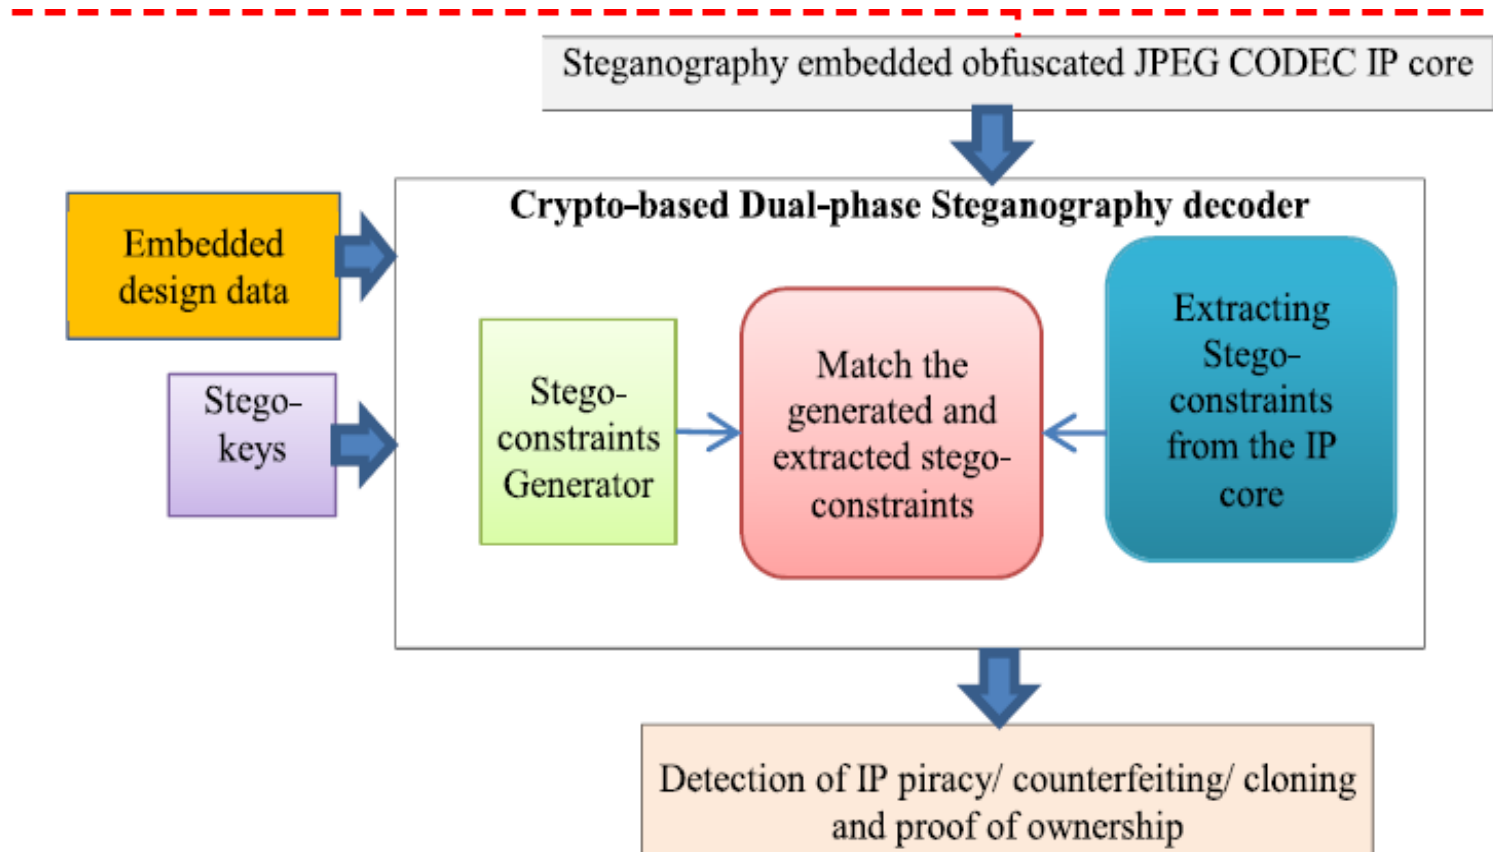 Steganography embedded obfuscated JPEG CODEC IP core
Crypto-based Dual-phase Steganography decoder
Embedded
design data
Stego-
keys
Stego-
constraints
Generator
Match the
generated and
extracted stego-
constraints
Extracting
Stego-
constraints
from the IP
core
Detection of IP piracy/ counterfeiting/ cloning
and proof of ownership